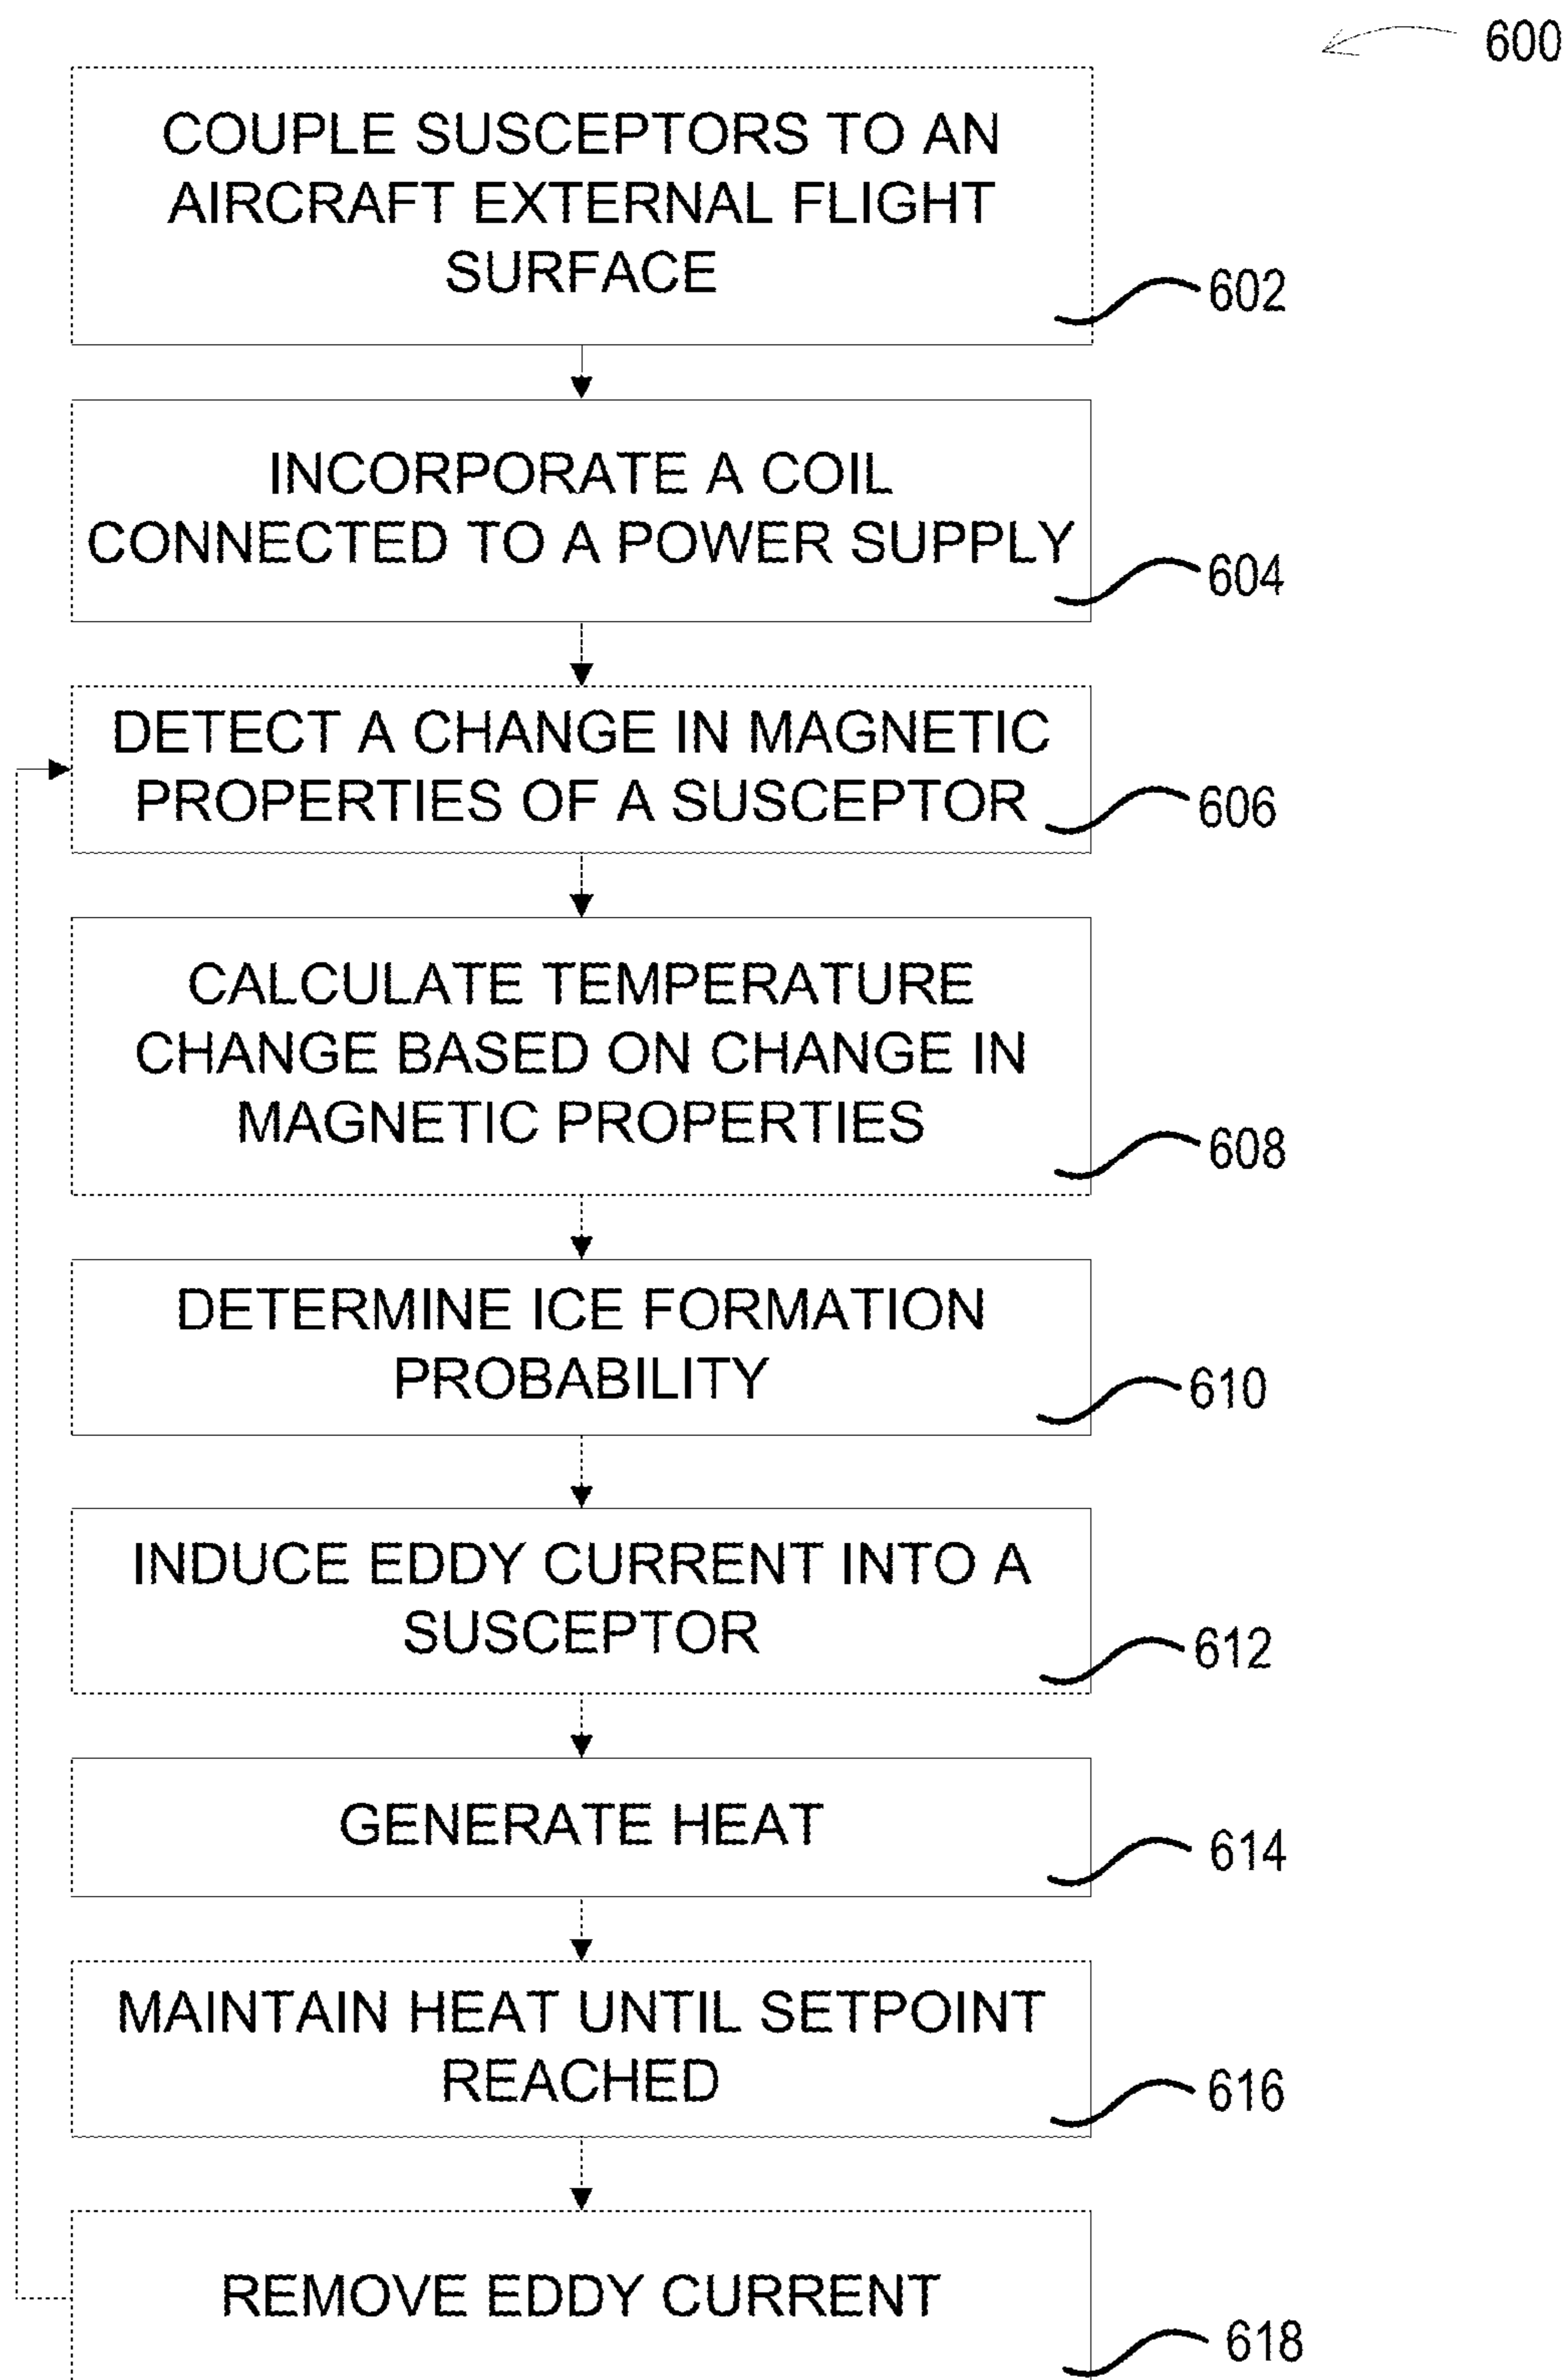 600
COUPLE SUSCEPTORS TO AN
AIRCRAFT EXTERNAL FLIGHT
SURFACE
602
INCORPORATE A COIL
CONNECTED TO A POWER SUPPLY
604
DETECT A CHANGE IN MAGNETIC
PROPERTIES OF A SUSCEPTOR
606
CALCULATE TEMPERATURE
CHANGE BASED ON CHANGE IN
MAGNETIC PROPERTIES
608
DETERMINE ICE FORMATION
PROBABILITY
610
INDUCE EDDY CURRENT INTO A
SUSCEPTOR
612
GENERATE HEAT
614
MAINTAIN HEAT UNTIL SETPOINT
REACHED
616
REMOVE EDDY CURRENT
618